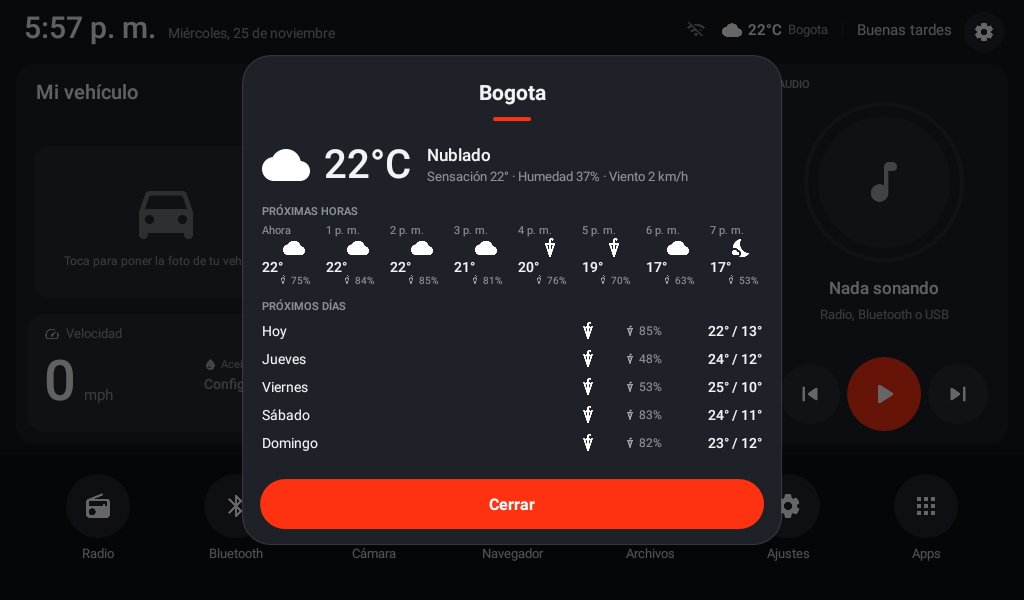 5:57 p. m. Miércoles, 25 de noviembre
22°C Bogota Buenas tardes
Mi vehículo
AUDIO
Bogota
22°C
Nublado
Sensación 22° · Humedad 37% · Viento 2 km/h
PRÓXIMAS HORAS
Ahora 1 p. m. 2 p. m. 3 p. m. 4 p. m. 5 p. m. 6 p. m. 7 p. m.
22° 22° 22° 21° 20° 19° 17° 17°
75% 84% 85% 81% 76% 70% 63% 53%
PRÓXIMOS DÍAS
Hoy 85% 22° / 13°
Jueves 48% 24° / 12°
Viernes 53% 25° / 10°
Sábado 83% 24° / 11°
Domingo 82% 23° / 12°
Cerrar
Toca para poner la foto de tu veh
Velocidad
0 mph
Acei
Config
Nada sonando
Radio, Bluetooth o USB
Radio Bluetooth Cámara Navegador Archivos Ajustes Apps